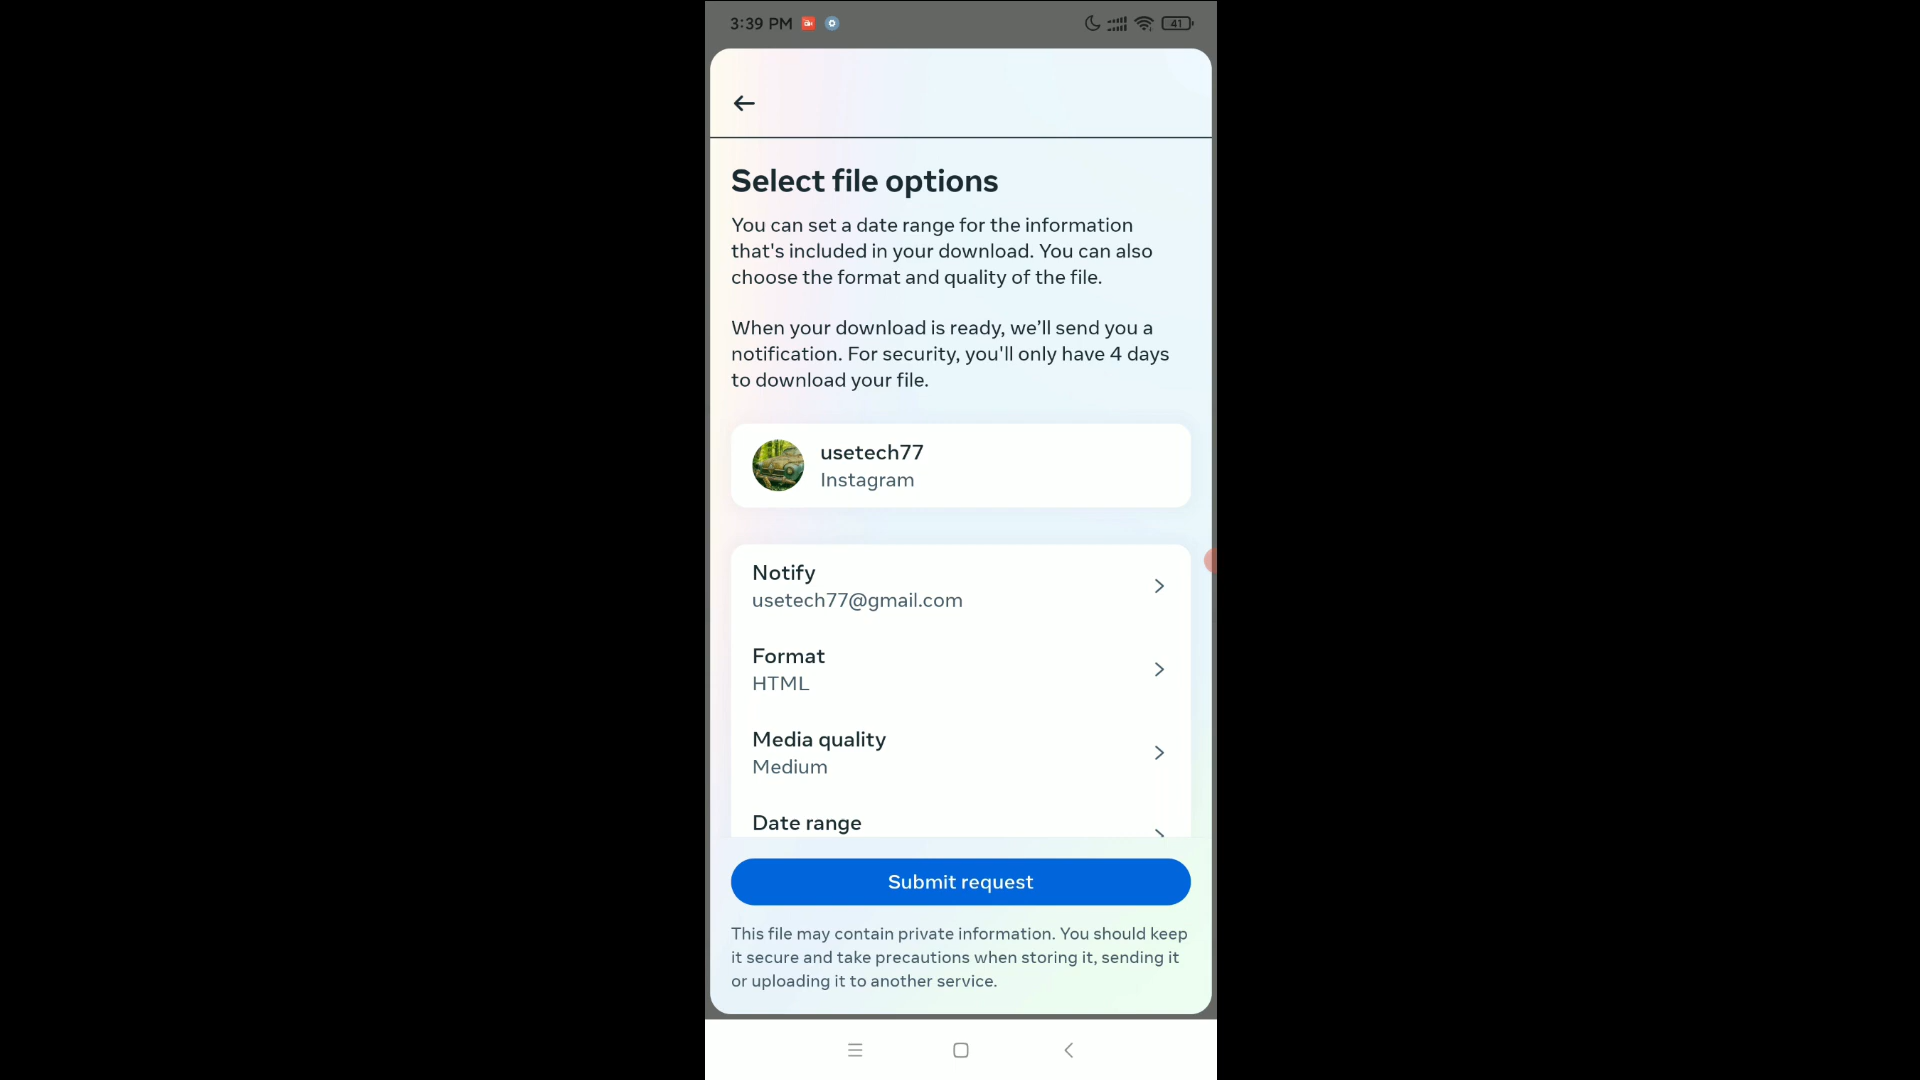 3:39 PM
41
Select file options
You can set a date range for the information
that's included in your download. You can also
choose the format and quality of the file.
When your download is ready, we’ll send you a
notification. For security, you'll only have 4 days
to download your file.
usetech77
Instagram
Notify
usetech77@gmail.com
Format
HTML
Media quality
Medium
Date range
Submit request
This file may contain private information. You should keep
it secure and take precautions when storing it, sending it
or uploading it to another service.